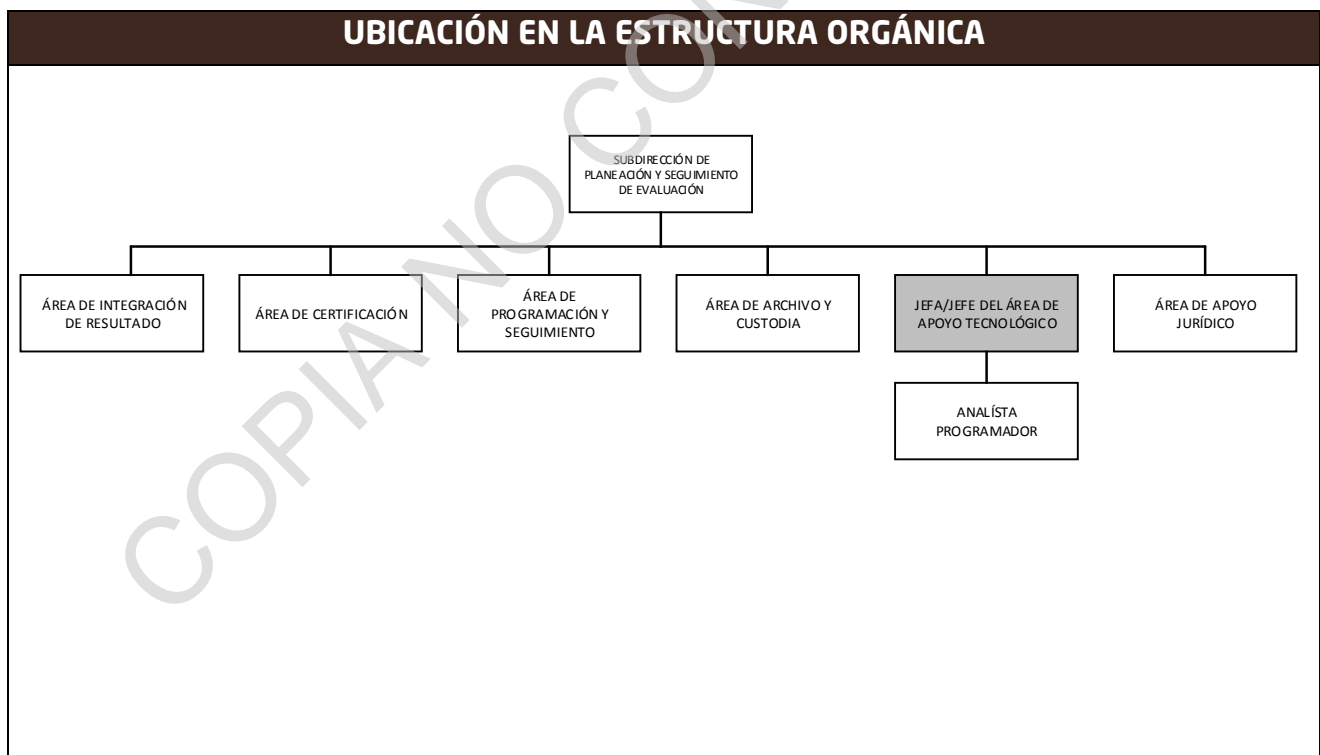 UBICACIÓN EN LA ESTRUCTURA ORGÁNICA
SUBDIRECCIÓN DE
PLANEACIÓN Y SEGUIMIENTO
DE EVALUACIÓN
ÁREA DE INTEGRACIÓN
DE RESULTADO
ÁREA DE CERTIFICACIÓN
ÁREA DE
PROGRAMACIÓN Y
SEGUIMIENTO
ÁREA DE ARCHIVO Y
CUSTODIA
JEFA/JEFE DEL ÁREA DE
APOYO TECNOLÓGICO
ÁREA DE APOYO
JURÍDICO
ANALÍSTA
PROGRAMADOR
COPIA NO CON